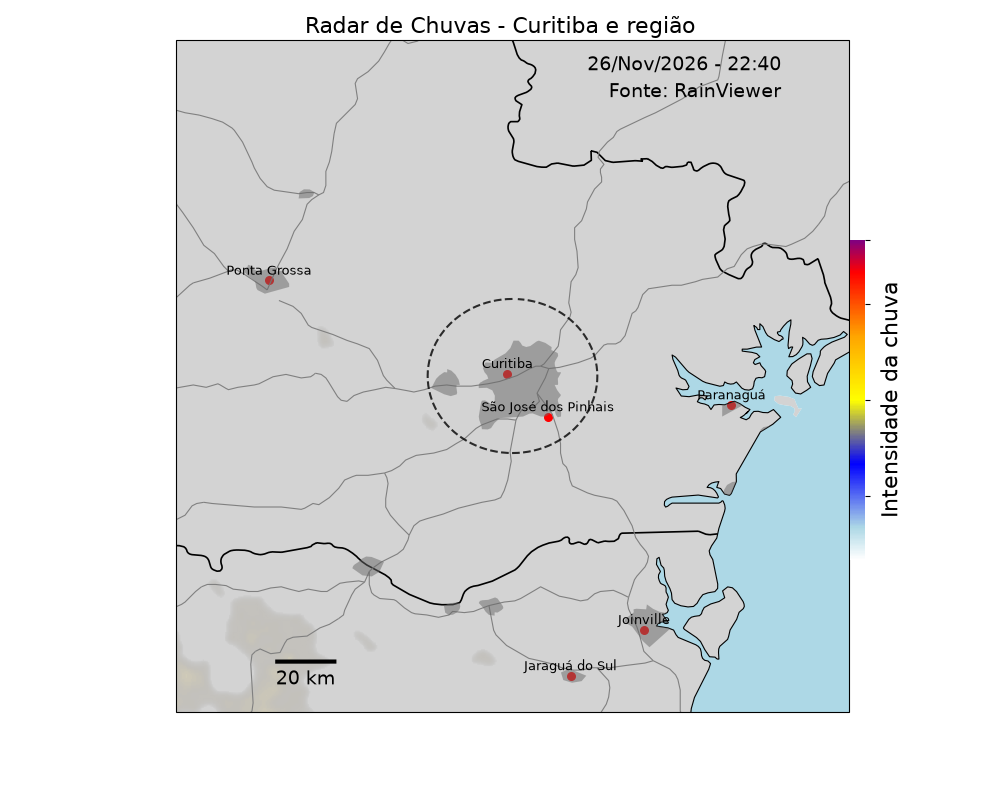 Radar de Chuvas - Curitiba e região
26/Nov/2026 - 22:40
Fonte: RainViewer
Ponta Grossa
Curitiba
Paranaguá
São José dos Pinhais
Intensidade da chuva
Joinville
Jaraguá do Sul
20 km